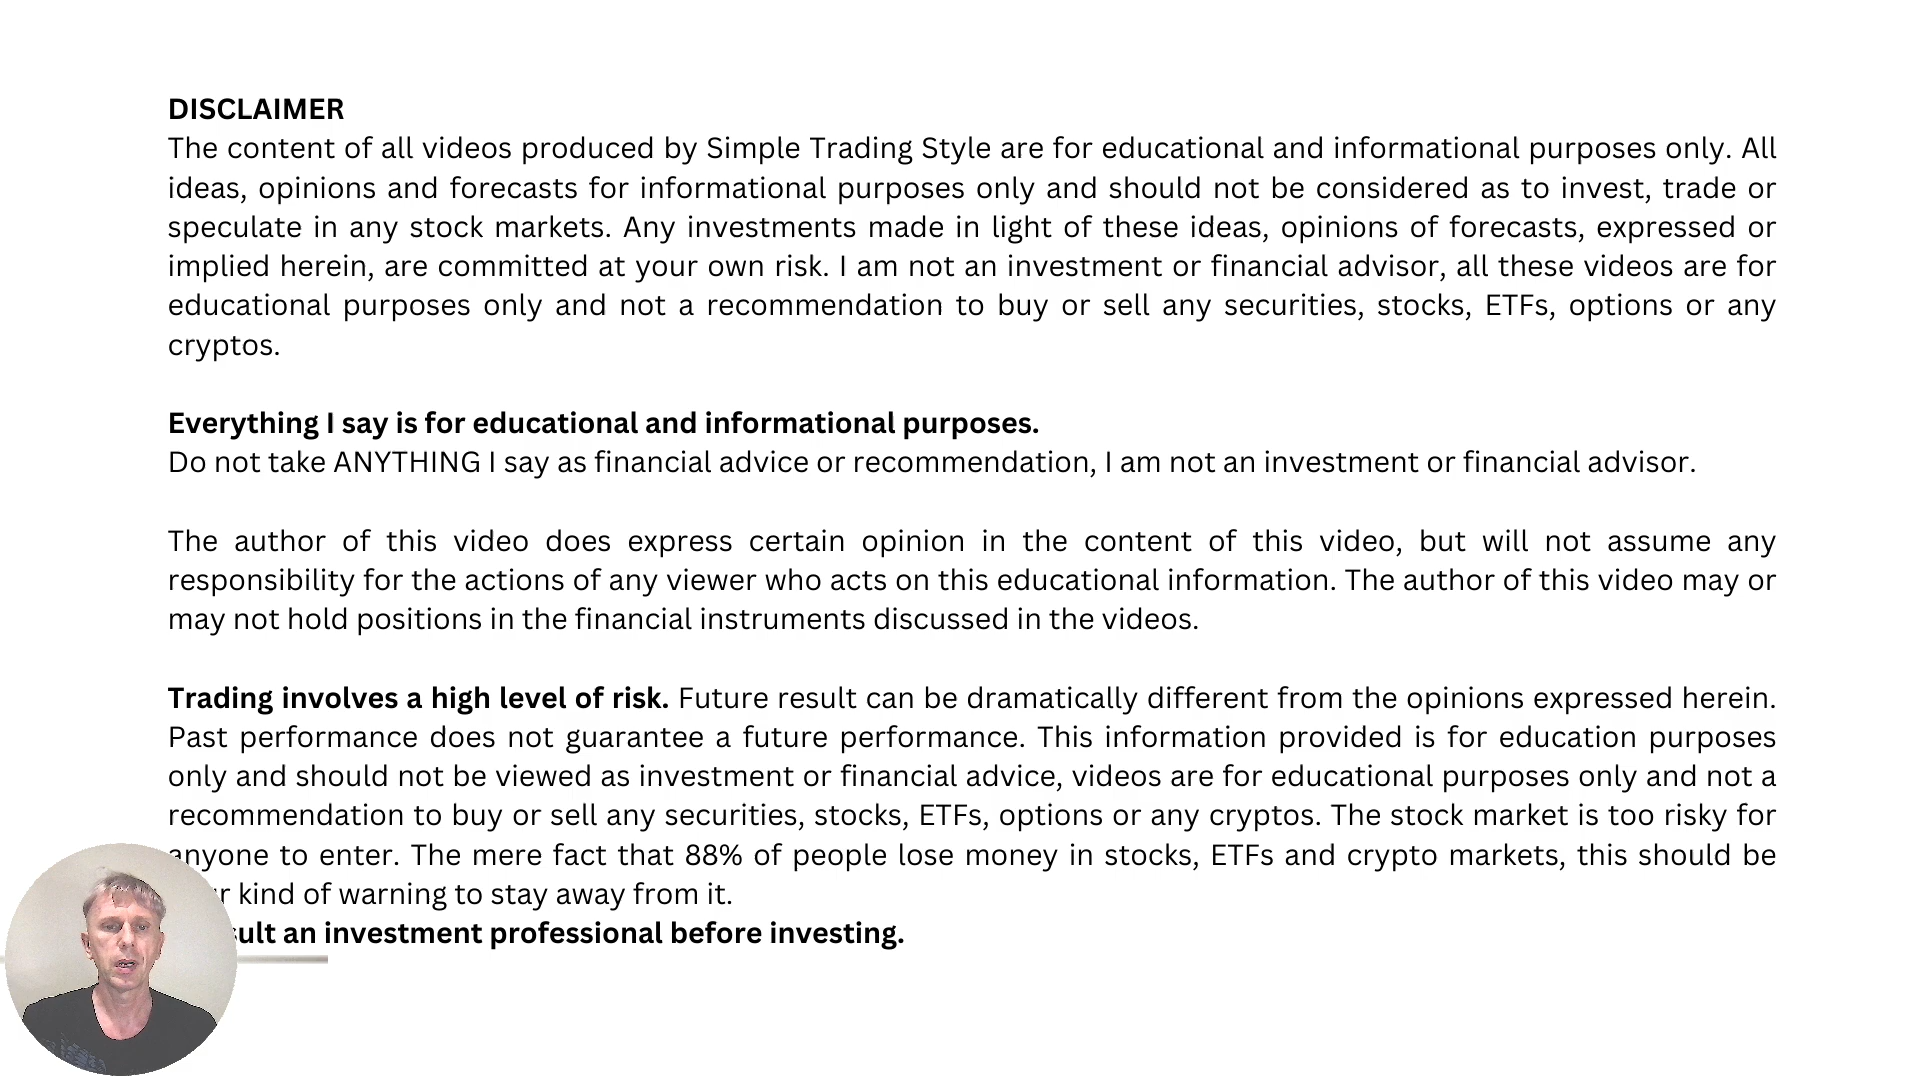 DISCLAIMER
The content of all videos produced by Simple Trading Style are for educational and informational purposes only. All
ideas, opinions and forecasts for informational purposes only and should not be considered as to invest, trade or
speculate in any stock markets. Any investments made in light of these ideas, opinions of forecasts, expressed or
implied herein, are committed at your own risk. I am not an investment or financial advisor, all these videos are for
educational purposes only and not a recommendation to buy or sell any securities, stocks, ETFs, options or any
cryptos.
Everything I say is for educational and informational purposes.
Do not take ANYTHING I say as financial advice or recommendation, I am not an investment or financial advisor.
The author of this video does express certain opinion in the content of this video, but will not assume any
responsibility for the actions of any viewer who acts on this educational information. The author of this video may or
may not hold positions in the financial instruments discussed in the videos.
Trading involves a high level of risk. Future result can be dramatically different from the opinions expressed herein.
Past performance does not guarantee a future performance. This information provided is for education purposes
only and should not be viewed as investment or financial advice, videos are for educational purposes only and not a
recommendation to buy or sell any securities, stocks, ETFs, options or any cryptos. The stock market is too risky for
anyone to enter. The mere fact that 88% of people lose money in stocks, ETFs and crypto markets, this should be
kind of warning to stay away from it.
an investment professional before investing.